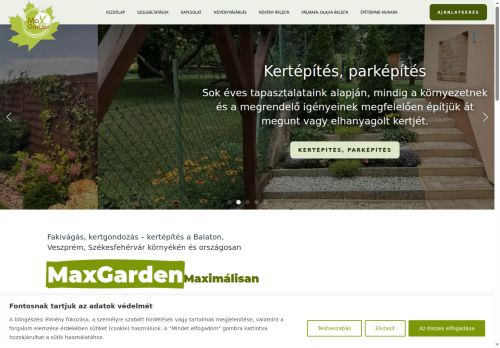 Max
Garden
KEZDŐLAP SZOLGÁLTATÁSOK KAPCSOLAT NÖVÉNYVÁSÁRLÁS NÖVÉNY ÁRLISTA PÁLMAFA, OLAJFA ÁRLISTA ÉPÍTŐIPARI MUNKÁK AJÁNLATKÉRÉS
Kertépítés, parképítés
Sok éves tapasztalataink alapján, mindig a környezetnek
és a megrendelő igényeinek megfelelően építjük át
megunt vagy elhanyagolt kertjét.
KERTÉPÍTÉS, PARKÉPÍTÉS
Fakivágás, kertgondozás – kertépítés a Balaton,
Veszprém, Székesfehérvár környékén és országosan
MaxGarden Maximálisan
Fontosnak tartjuk az adatok védelmét
A böngészési élmény fokozása, a személyre szabott hirdetések vagy tartalmak megjelenítése, valamint a
forgalom elemzése érdekében sütiket (cookie) használunk. A "Mindet elfogadom" gombra kattintva
hozzájárulhat a sütik használatához.
Testreszabás Elutasít Az összes elfogadása